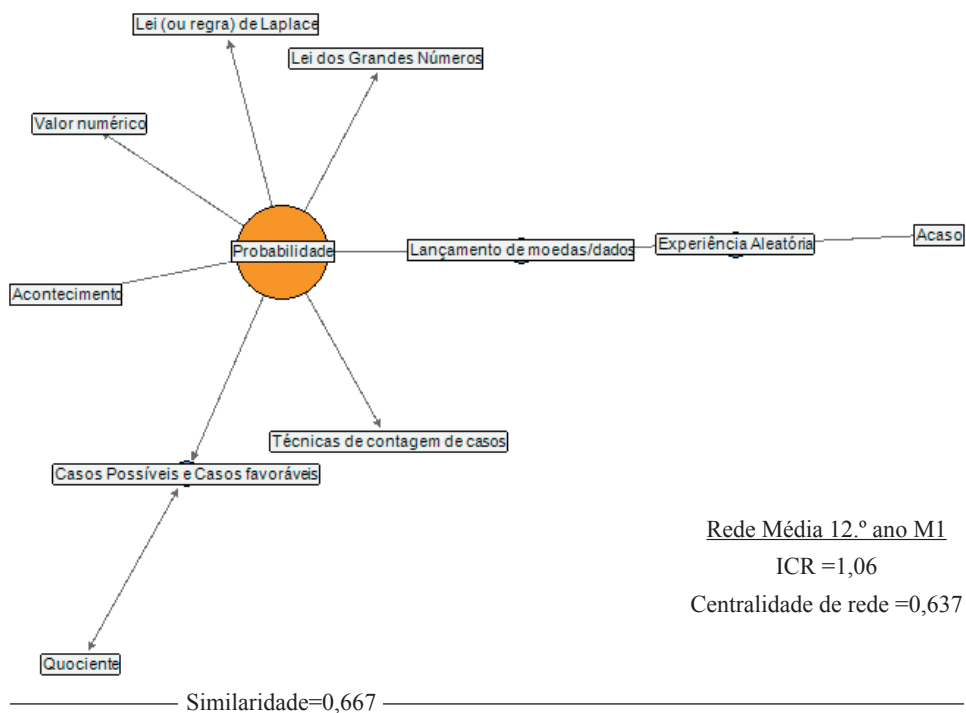 Lei (ou regra) de Laplace
Lei dos Grandes Números
Valor numérico
Probabilidade
Lançamento de moedas/dados
Experiência Aleatória
Acaso
Acontecimento
Técnicas de contagem de casos
Casos Possíveis e Casos favoráveis
Rede Média 12.º ano M1
ICR =1,06
Centralidade de rede =0,637
Quociente
Similaridade=0,667